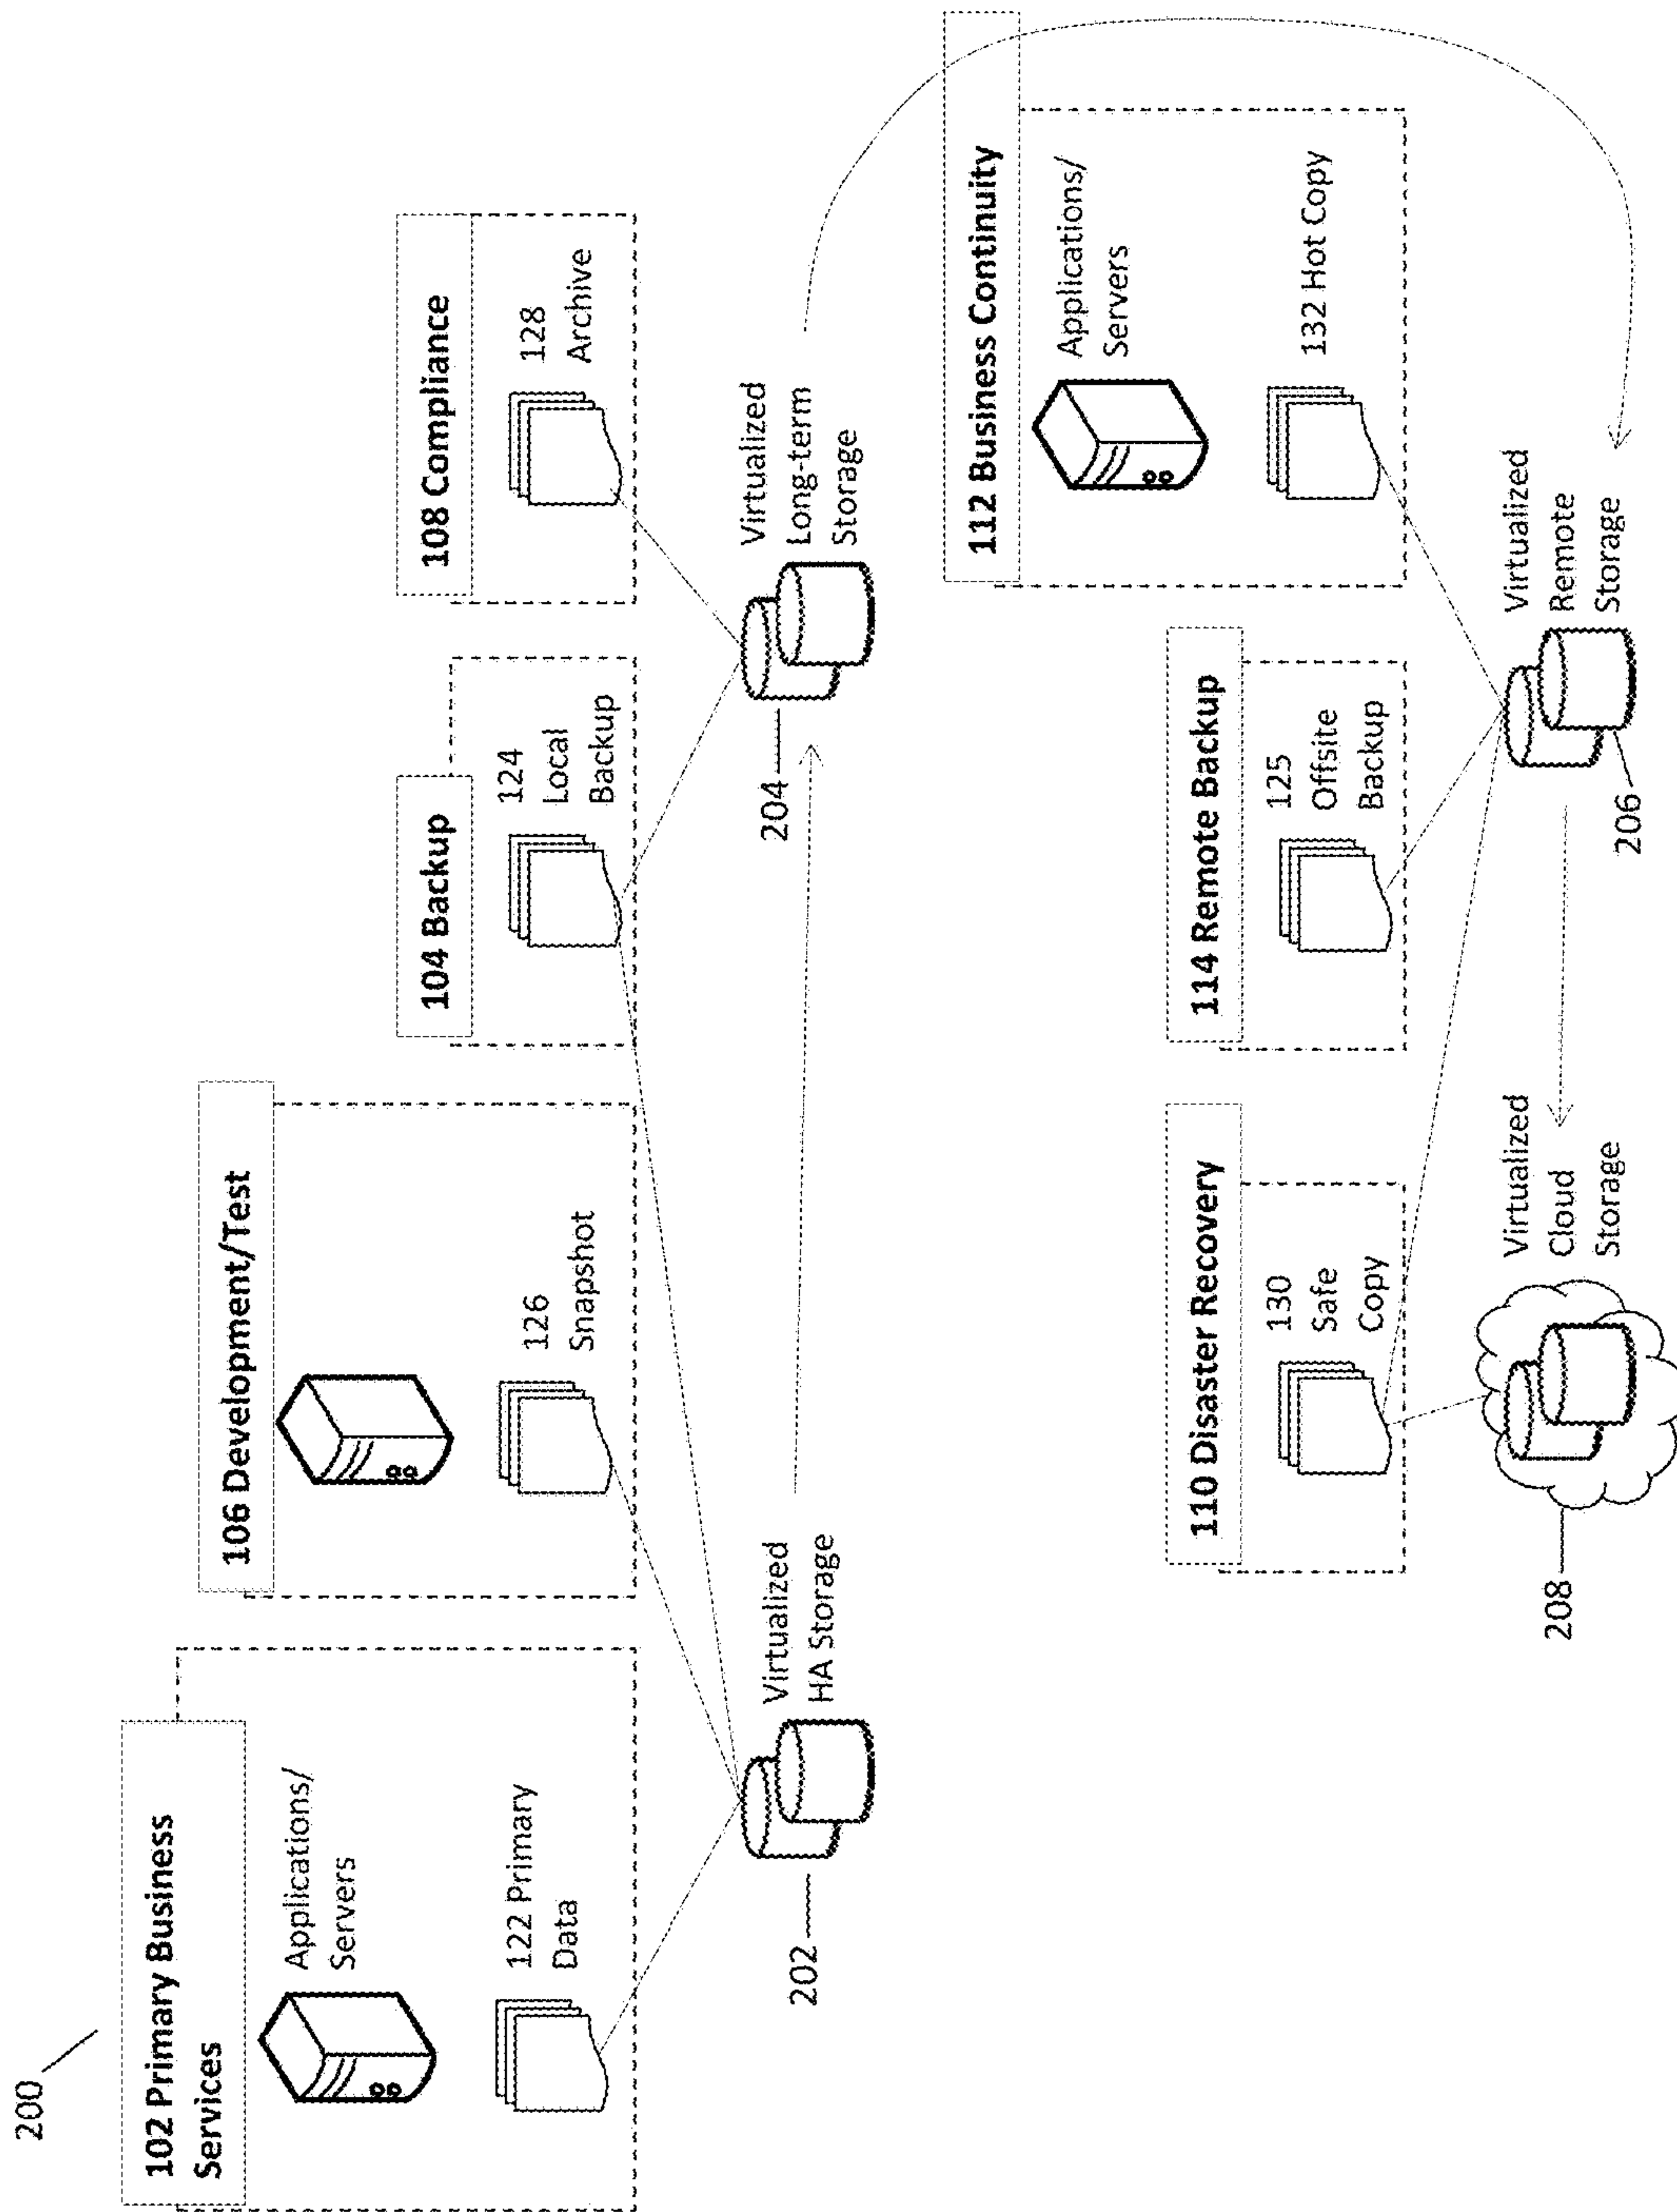 200
102 Primary Business
Services
Applications/
Servers
122 Primary
Data
106 Development/Test
126
Snapshot
104 Backup
124
Local
Backup
108 Compliance
128
Archive
202
Virtualized
HA Storage
204
Virtualized
Long-term
Storage
110 Disaster Recovery
130
Safe
Copy
114 Remote Backup
125
Offsite
Backup
112 Business Continuity
Applications/
Servers
132 Hot Copy
208
Virtualized
Cloud
Storage
206
Virtualized
Remote
Storage